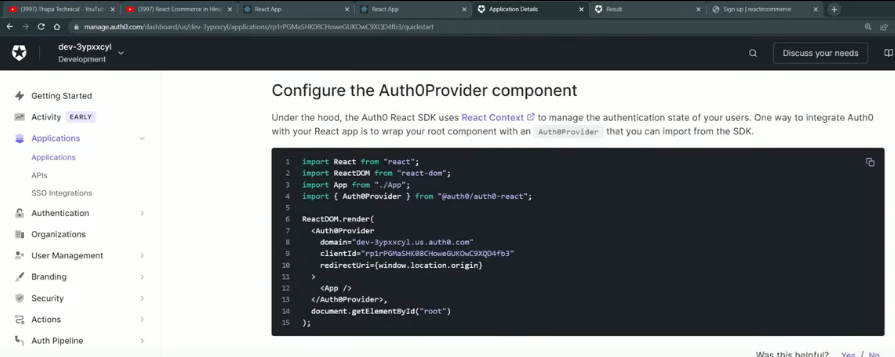 (3997) Thapa Technical - YouTub
(3997) React Ecommerce in Hindi
React App
React App
Application Details
Result
Sign up | reactecommerce
manage.auth0.com/dashboard/us/dev-3ypxxcyl/applications/rp1rPGMaSHK08CHoweGUKOwC9XQD4fb3/quickstart
dev-3ypxxcyl
Development
Discuss your needs
Getting Started
Activity EARLY
Applications
Applications
APIs
SSO Integrations
Authentication
Organizations
User Management
Branding
Security
Actions
Auth Pipeline
Configure the Auth0Provider component
Under the hood, the Auth0 React SDK uses React Context to manage the authentication state of your users. One way to integrate Auth0
with your React app is to wrap your root component with an Auth0Provider that you can import from the SDK.
1 import React from "react";
2 import ReactDOM from "react-dom";
3 import App from "./App";
4 import { Auth0Provider } from "@auth0/auth0-react";
5
6 ReactDOM.render(
7 <Auth0Provider
8 domain="dev-3ypxxcyl.us.auth0.com"
9 clientId="rp1rPGMaSHK08CHoweGUKOwC9XQD4fb3"
10 redirectUri={window.location.origin}
11 >
12 <App />
13 </Auth0Provider>,
14 document.getElementById("root")
15 );
Was this helpful? Yes / No